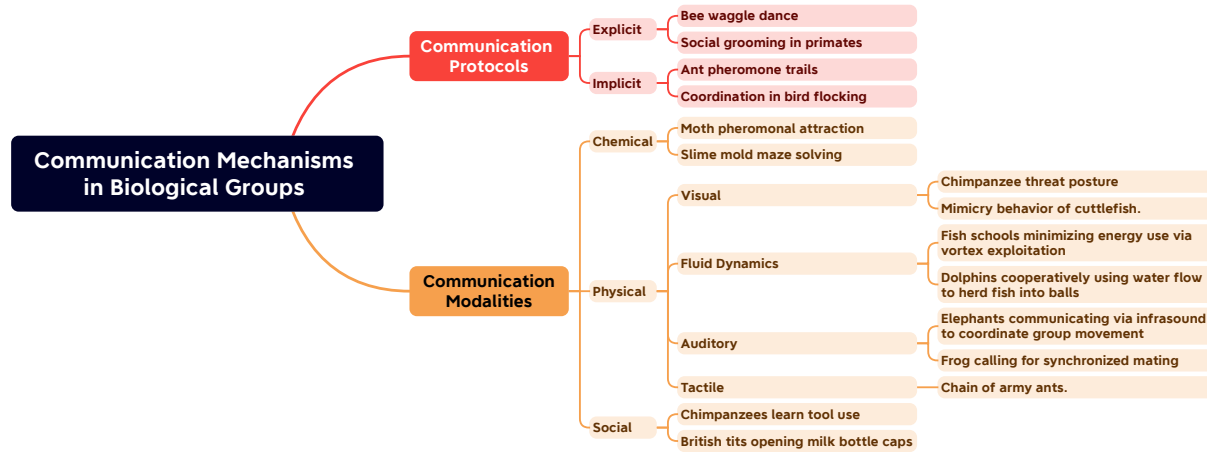 Communication Mechanisms
in Biological Groups
Communication
Protocols
Explicit
Bee waggle dance
Social grooming in primates
Implicit
Ant pheromone trails
Coordination in bird flocking
Communication
Modalities
Chemical
Moth pheromonal attraction
Slime mold maze solving
Physical
Visual
Chimpanzee threat posture
Mimicry behavior of cuttlefish.
Fluid Dynamics
Fish schools minimizing energy use via
vortex exploitation
Dolphins cooperatively using water flow
to herd fish into balls
Auditory
Elephants communicating via infrasound
to coordinate group movement
Frog calling for synchronized mating
Tactile
Chain of army ants.
Social
Chimpanzees learn tool use
British tits opening milk bottle caps